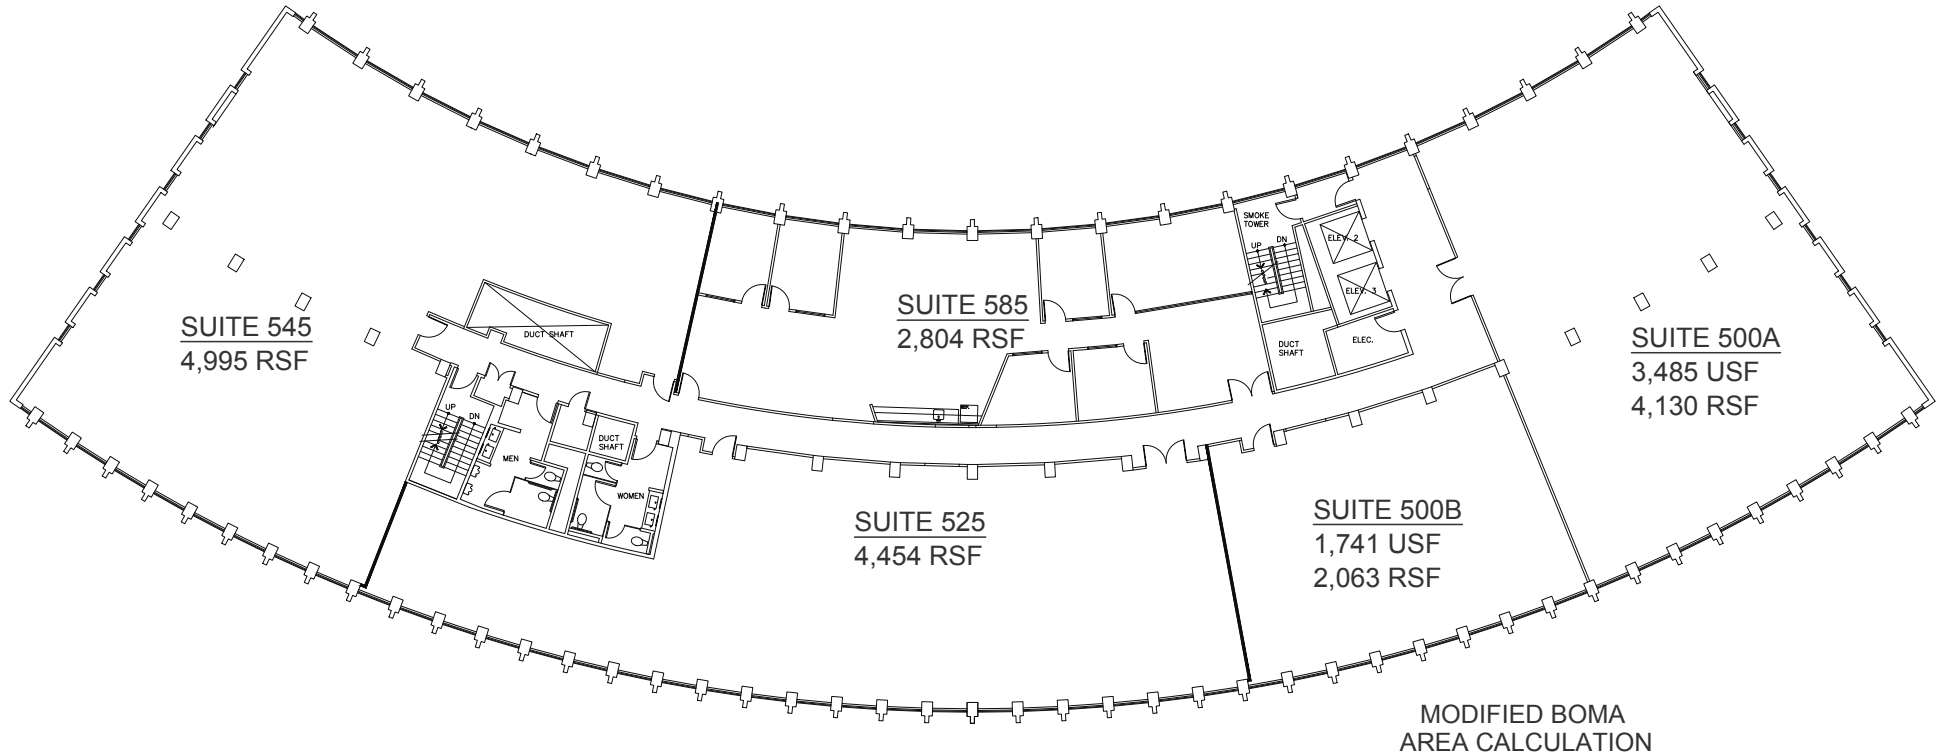 SMOKE
TOWER
UP
DN
ELEV. 2
ELEV. 3
DUCT
SHAFT
ELEC.
SUITE 585
2,804 RSF
SUITE 545
4,995 RSF
DUCT SHAFT
SUITE 500A
3,485 USF
4,130 RSF
UP
DN
MEN
DUCT
SHAFT
WOMEN
SUITE 525
4,454 RSF
SUITE 500B
1,741 USF
2,063 RSF
MODIFIED BOMA
AREA CALCULATION